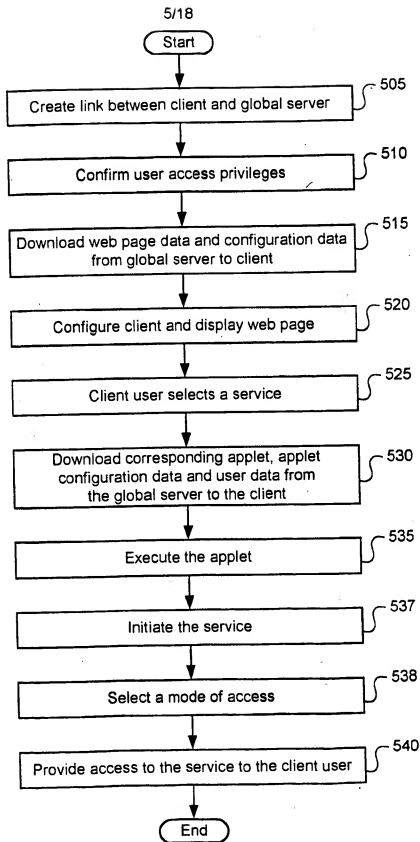 5/18
Start
Create link between client and global server
505
Confirm user access privileges
510
Download web page data and configuration data
from global server to client
515
Configure client and display web page
520
Client user selects a service
525
Download corresponding applet, applet
configuration data and user data from
the global server to the client
530
Execute the applet
535
Initiate the service
537
Select a mode of access
538
Provide access to the service to the client user
540
End